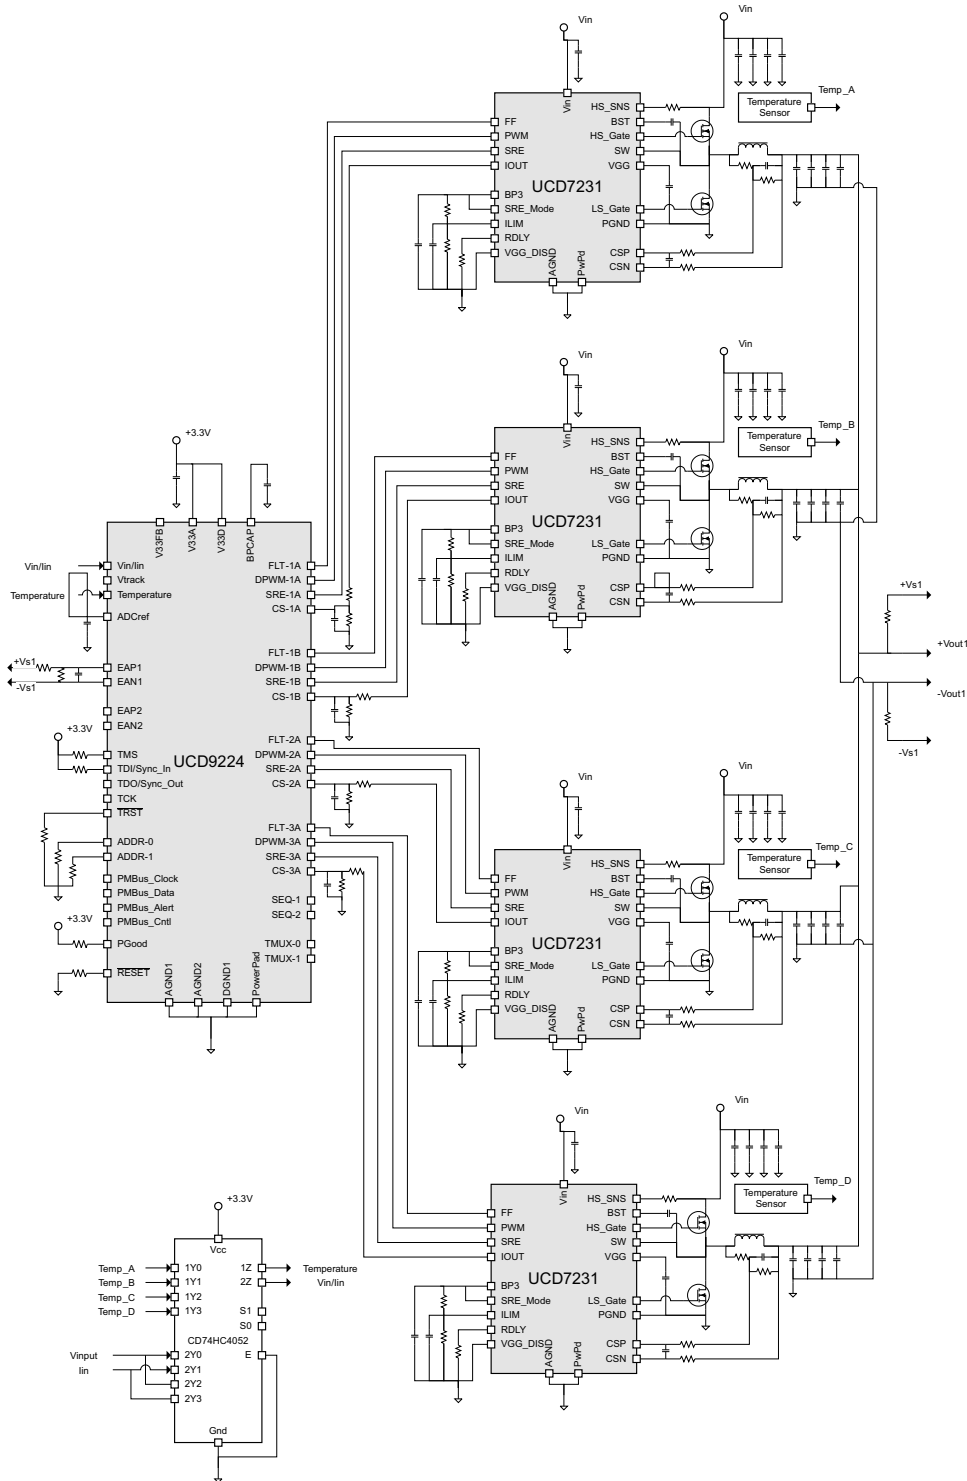 Vin
Vin
Vin
HS_SNS
BST
HS_Gate
SW
VGG
LS_Gate
PGND
CSP
CSN
FF
PWM
SRE
IOUT
BP3
SRE_Mode
ILIM
RDLY
VGG_DISD
UCD7231
AGND
PwPd
Temperature
Sensor
Temp_A
Vin
Vin
Vin
HS_SNS
BST
HS_Gate
SW
VGG
LS_Gate
PGND
CSP
CSN
FF
PWM
SRE
IOUT
BP3
SRE_Mode
ILIM
RDLY
VGG_DISD
UCD7231
AGND
PwPd
Temperature
Sensor
Temp_B
+3.3V
V33FB
V33A
V33D
BPCAP
Vin/Iin
Temperature
+Vs1
-Vs1
+3.3V
+3.3V
Vin/Iin
Vtrack
Temperature
ADCref
EAP1
EAN1
EAP2
EAN2
TMS
TDI/Sync_In
TDO/Sync_Out
TCK
TRST
ADDR-0
ADDR-1
PMBus_Clock
PMBus_Data
PMBus_Alert
PMBus_Cntl
PGood
RESET
UCD9224
FLT-1A
DPWM-1A
SRE-1A
CS-1A
FLT-1B
DPWM-1B
SRE-1B
CS-1B
FLT-2A
DPWM-2A
SRE-2A
CS-2A
FLT-3A
DPWM-3A
SRE-3A
CS-3A
SEQ-1
SEQ-2
TMUX-0
TMUX-1
AGND1
AGND2
DGND1
PowerPad
+Vs1
+Vout1
-Vout1
-Vs1
Vin
Vin
Vin
HS_SNS
BST
HS_Gate
SW
VGG
LS_Gate
PGND
CSP
CSN
FF
PWM
SRE
IOUT
BP3
SRE_Mode
ILIM
RDLY
VGG_DISD
UCD7231
AGND
PwPd
Temperature
Sensor
Temp_C
Vin
Vin
Vin
HS_SNS
BST
HS_Gate
SW
VGG
LS_Gate
PGND
CSP
CSN
FF
PWM
SRE
IOUT
BP3
SRE_Mode
ILIM
RDLY
VGG_DISD
UCD7231
AGND
PwPd
Temperature
Sensor
Temp_D
+3.3V
Vcc
Temp_A
Temp_B
Temp_C
Temp_D
1Y0
1Y1
1Y2
1Y3
1Z
2Z
Temperature
Vin/Iin
S1
S0
CD74HC4052
Vinput
Iin
2Y0
2Y1
2Y2
2Y3
E
Gnd